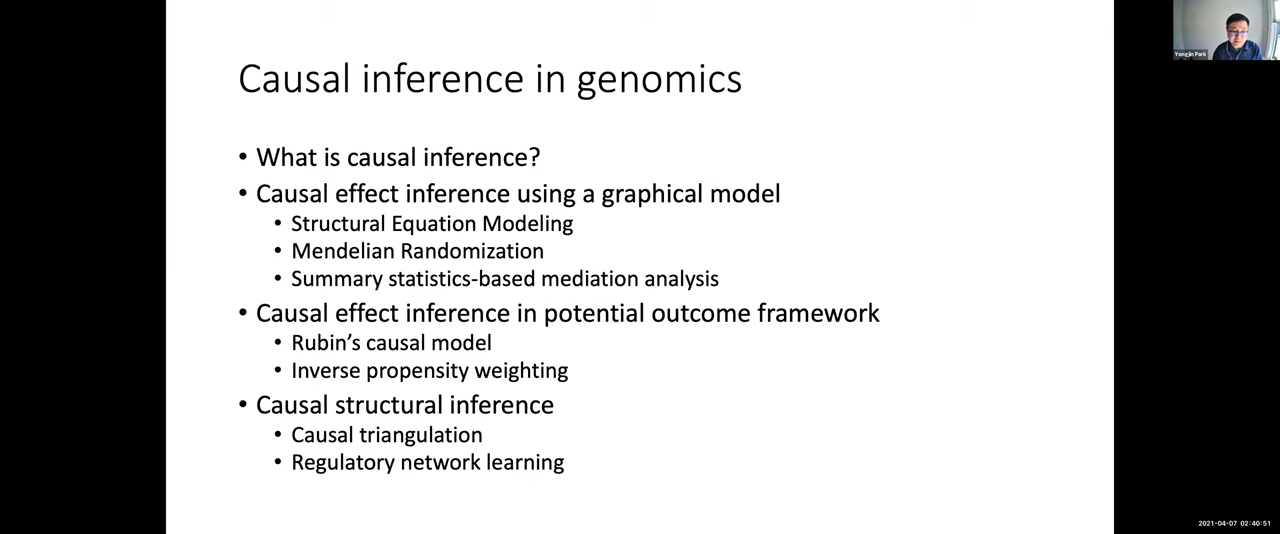 Causal inference in genomics
• What is causal inference?
• Causal effect inference using a graphical model
• Structural Equation Modeling
• Mendelian Randomization
• Summary statistics-based mediation analysis
• Causal effect inference in potential outcome framework
• Rubin's causal model
• Inverse propensity weighting
• Causal structural inference
• Causal triangulation
• Regulatory network learning
Yongjin Park
2021-04-07 02:40:51